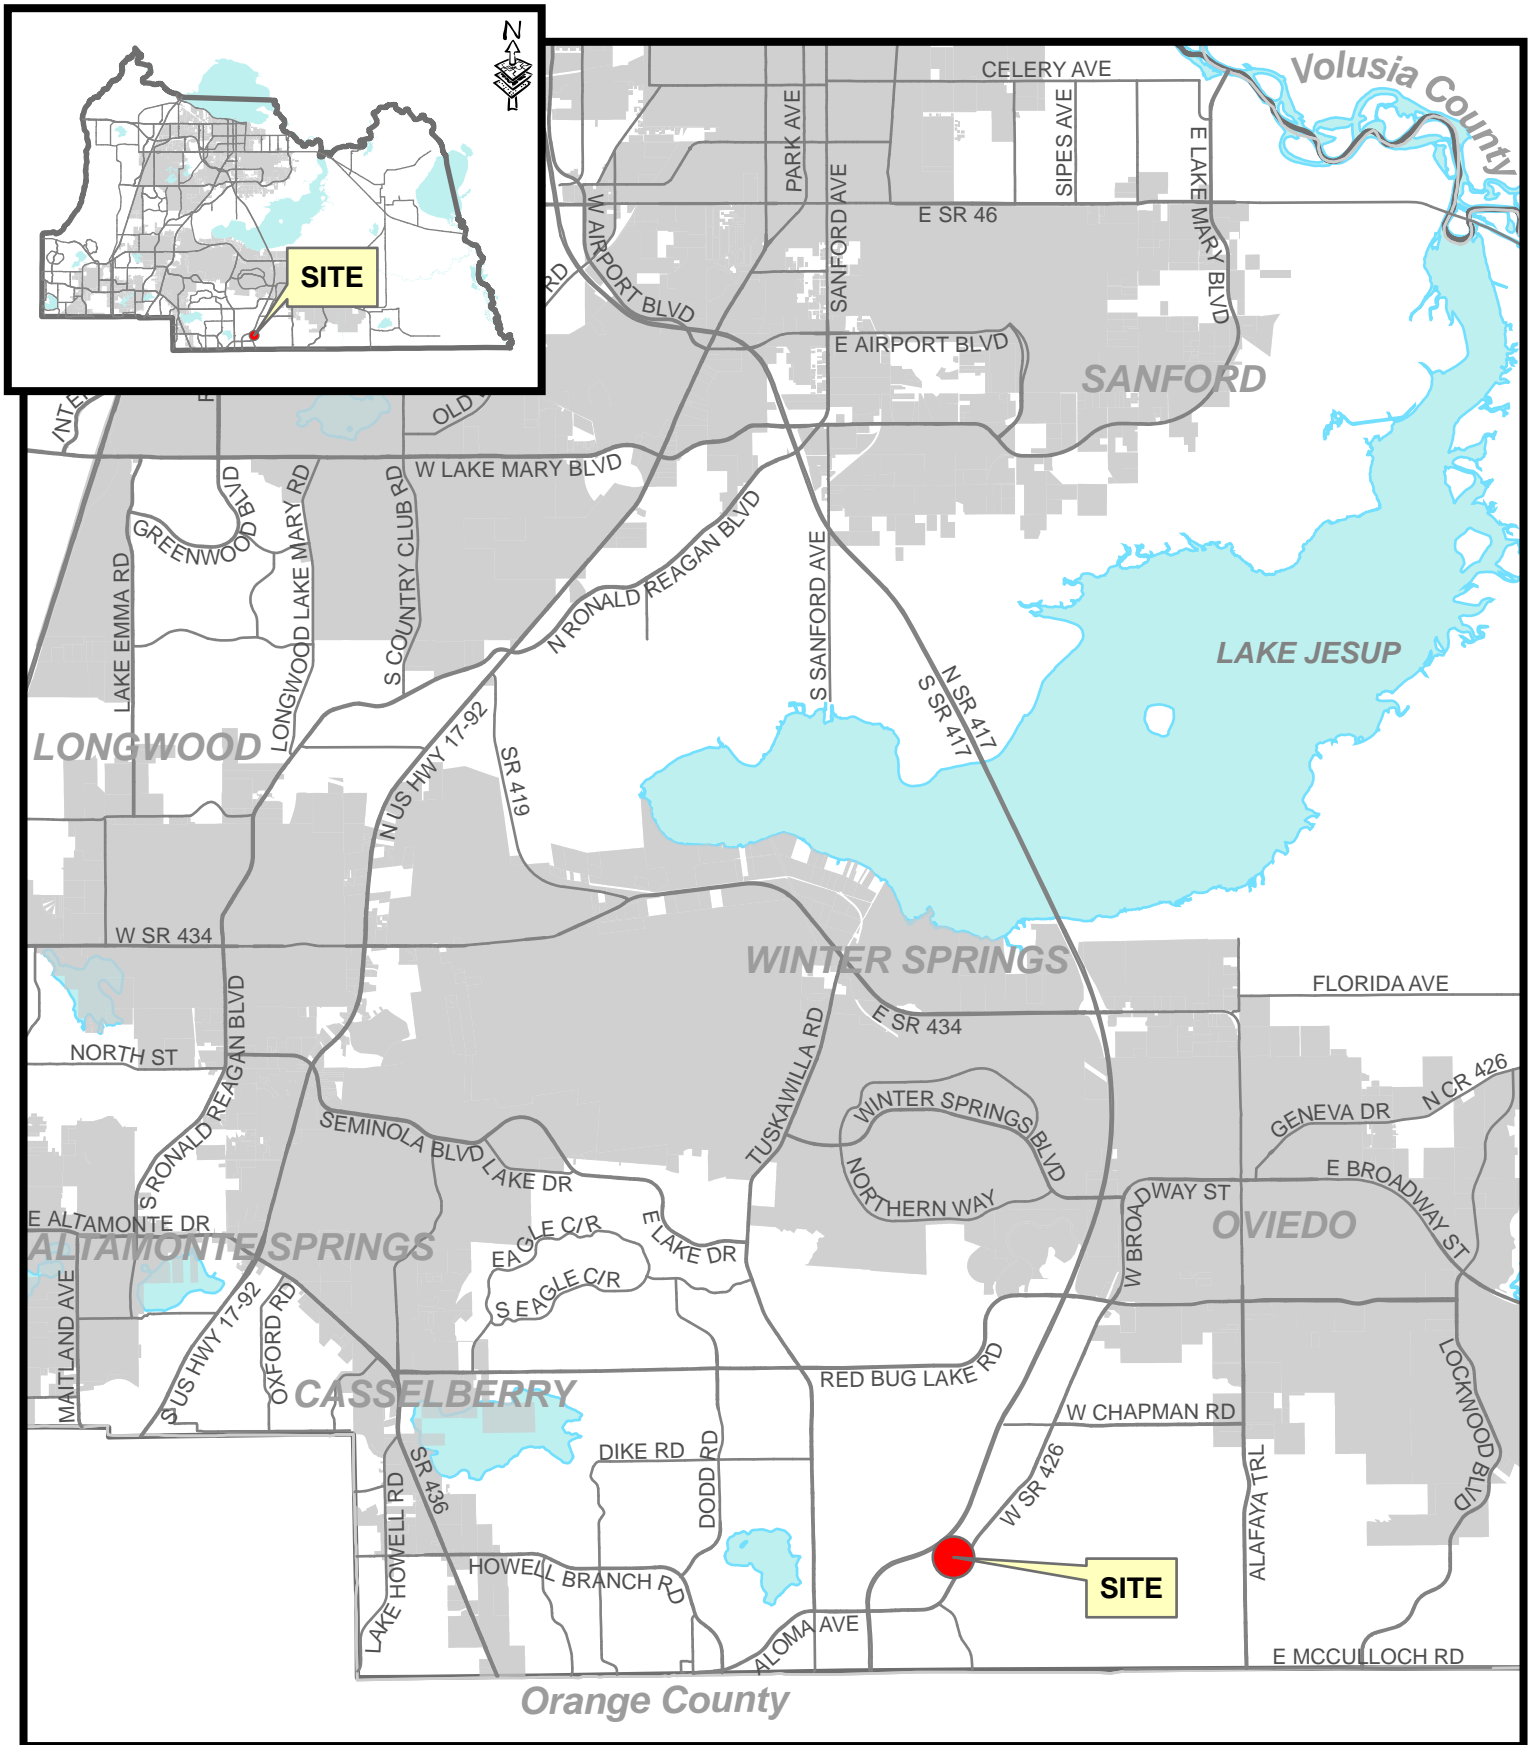 N
SITE
Volusia County
CELERY AVE
PARK AVE
SIPES AVE
E LAKE MARY BLVD
SANFORD AVE
E SR 46
W AIRPORT BLVD
RD
E AIRPORT BLVD
SANFORD
OLD
W LAKE MARY BLVD
GREENWOOD BLVD
LAKE EMMA RD
LONGWOOD LAKE MARY RD
S COUNTRY CLUB RD
N RONALD REAGAN BLVD
S SANFORD AVE
LAKE JESUP
N SR 417
S SR 417
LONGWOOD
N US HWY 17-92
SR 419
W SR 434
WINTER SPRINGS
FLORIDA AVE
E SR 434
NORTH ST
S RONALD REAGAN BLVD
TUSKAWILLA RD
WINTER SPRINGS BLVD
GENEVA DR
N CR 426
SEMINOLA BLVD
LAKE DR
NORTHERN WAY
E BROADWAY ST
W BROADWAY ST
OVIEDO
E ALTAMONTE DR
ALTAMONTE SPRINGS
EAGLE CIR
E LAKE DR
S EAGLE CIR
MAITLAND AVE
S US HWY 17-92
OXFORD RD
CASSELBERRY
RED BUG LAKE RD
LOCKWOOD BLVD
W CHAPMAN RD
DIKE RD
DODD RD
SR 436
LAKE HOWELL RD
W SR 426
ALAFAYA TRL
HOWELL BRANCH RD
SITE
ALOMA AVE
E MCCULLOCH RD
Orange County